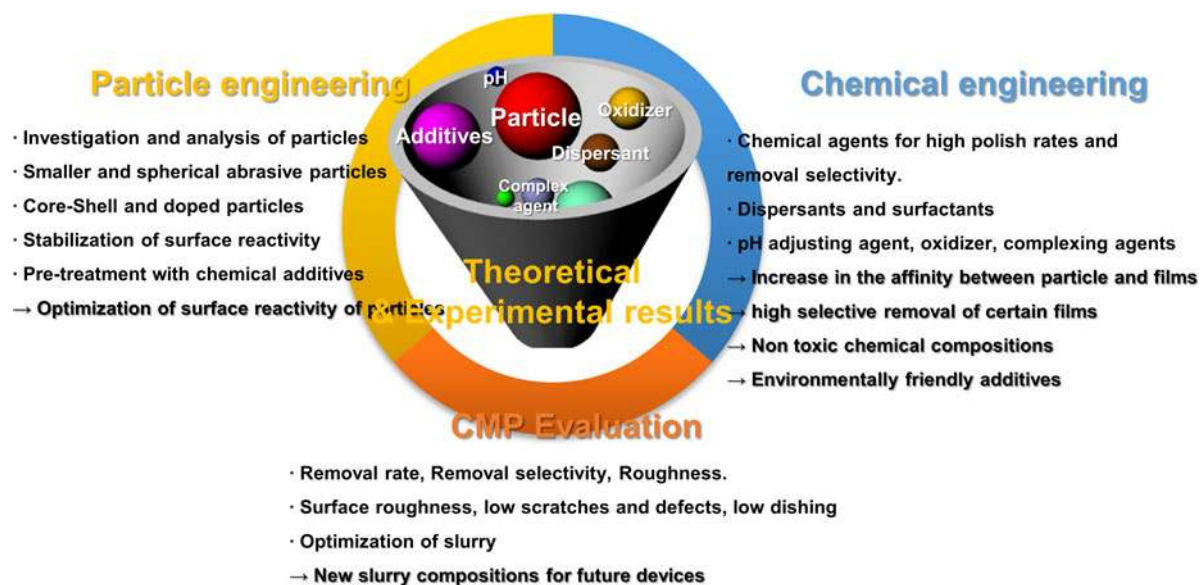 Particle engineering
· Investigation and analysis of particles
· Smaller and spherical abrasive particles
· Core-Shell and doped particles
· Stabilization of surface reactivity
· Pre-treatment with chemical additives
→ Optimization of surface reactivity of particles
pH
Particle
Oxidizer
Additives
Dispersant
Complex
agent
Theoretical
& Experimental results
Chemical engineering
· Chemical agents for high polish rates and
removal selectivity.
· Dispersants and surfactants
· pH adjusting agent, oxidizer, complexing agents
→ Increase in the affinity between particle and films
→ high selective removal of certain films
→ Non toxic chemical compositions
→ Environmentally friendly additives
CMP Evaluation
· Removal rate, Removal selectivity, Roughness.
· Surface roughness, low scratches and defects, low dishing
· Optimization of slurry
→ New slurry compositions for future devices